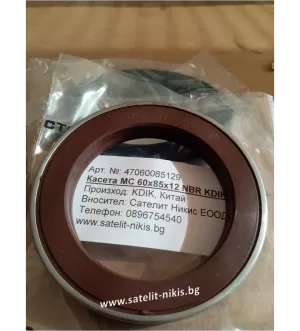 СТ
Арт. №: 47060085129
Касета MC 60x85x12 NBR KDIK
Произход: KDIK, Китай
Вносител: Сателит Никис ЕООД
Телефон: 0896754540
www.satelit-nikis.bg
www.satelit-nikis.bg